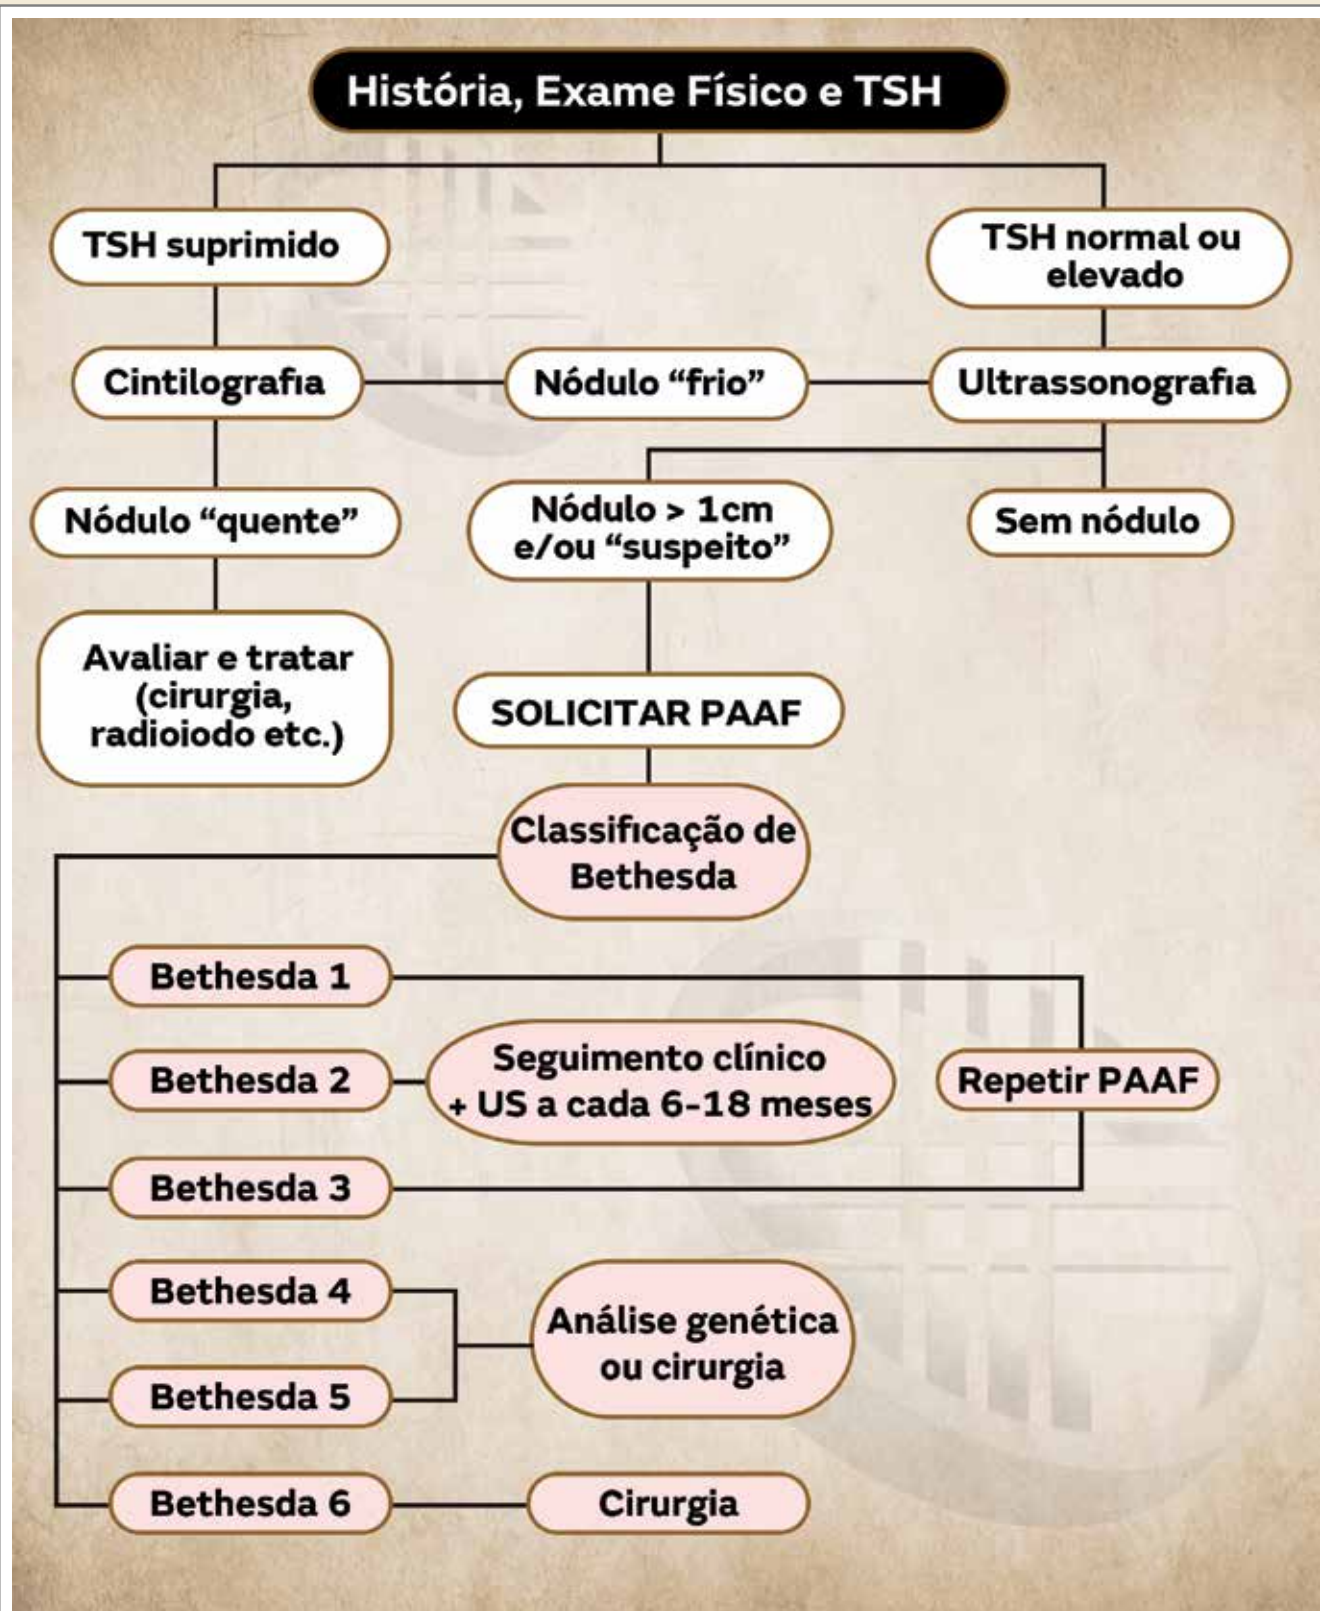 História, Exame Físico e TSH
TSH suprimido
TSH normal ou
elevado
Cintilografia
Nódulo “frio”
Ultrassonografia
Nódulo “quente”
Nódulo > 1cm
e/ou “suspeito”
Sem nódulo
Avaliar e tratar
(cirurgia,
radioiodo etc.)
SOLICITAR PAAF
Classificação de
Bethesda
Bethesda 1
Bethesda 2
Seguimento clínico
+ US a cada 6-18 meses
Repetir PAAF
Bethesda 3
Bethesda 4
Análise genética
ou cirurgia
Bethesda 5
Bethesda 6
Cirurgia